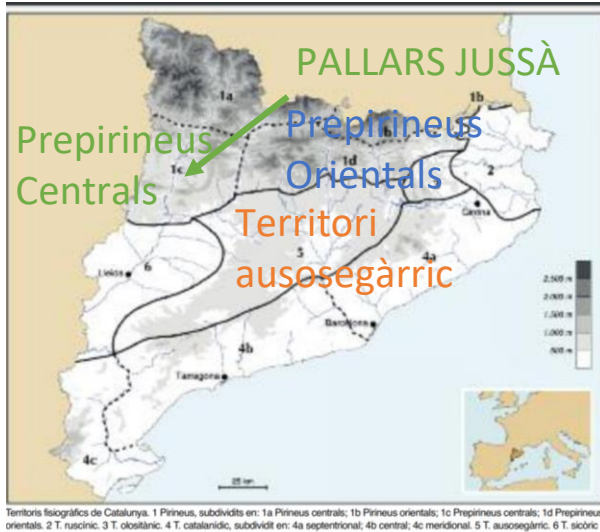 PALLARS JUSSÀ
1a
1b
Prepirineus
Centrals
Prepirineus
Orientals
1c
1d
2
Girona
Territori
ausosegàrric
5
4a
6
Lleida
Barcelona
4b
Tarragona
4c
25 km
2.500 m
2.000 m
1.500 m
1.000 m
500 m
Territoris fisiogràfics de Catalunya. 1 Pirineus, subdividits en: 1a Pirineus centrals; 1b Pirineus orientals; 1c Prepirineus centrals; 1d Prepirineus
orientals. 2 T. ruscínic. 3 T. olositànic. 4 T. catalanídic, subdividit en: 4a septentrional; 4b central; 4c meridional. 5 T. ausosegàrric. 6 T. sicòric